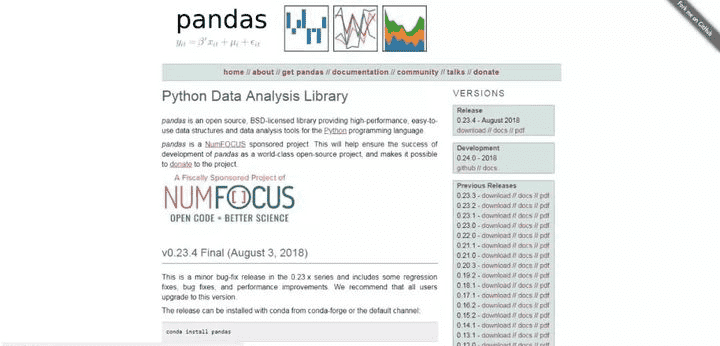 pandas
y_it = β′x_it + μ_i + ϵ_it
Fork me on GitHub
home // about // get pandas // documentation // community // talks // donate
Python Data Analysis Library
pandas is an open source, BSD-licensed library providing high-performance, easy-to-
use data structures and data analysis tools for the Python programming language.
pandas is a NumFOCUS sponsored project. This will help ensure the success of
development of pandas as a world-class open-source project, and makes it possible
to donate to the project.
A Fiscally Sponsored Project of
NUMFOCUS
OPEN CODE = BETTER SCIENCE
v0.23.4 Final (August 3, 2018)
This is a minor bug-fix release in the 0.23.x series and includes some regression
fixes, bug fixes, and performance improvements. We recommend that all users
upgrade to this version.
The release can be installed with conda from conda-forge or the default channel:
conda install pandas
VERSIONS
Release
0.23.4 - August 2018
download // docs // pdf
Development
0.24.0 - 2018
github // docs
Previous Releases
0.23.3 - download // docs // pdf
0.23.2 - download // docs // pdf
0.23.1 - download // docs // pdf
0.23.0 - download // docs // pdf
0.22.0 - download // docs // pdf
0.21.1 - download // docs // pdf
0.21.0 - download // docs // pdf
0.20.3 - download // docs // pdf
0.19.2 - download // docs // pdf
0.18.1 - download // docs // pdf
0.17.1 - download // docs // pdf
0.16.2 - download // docs // pdf
0.15.2 - download // docs // pdf
0.14.1 - download // docs // pdf
0.13.1 - download // docs // pdf
0.12.0 - download // docs // pdf